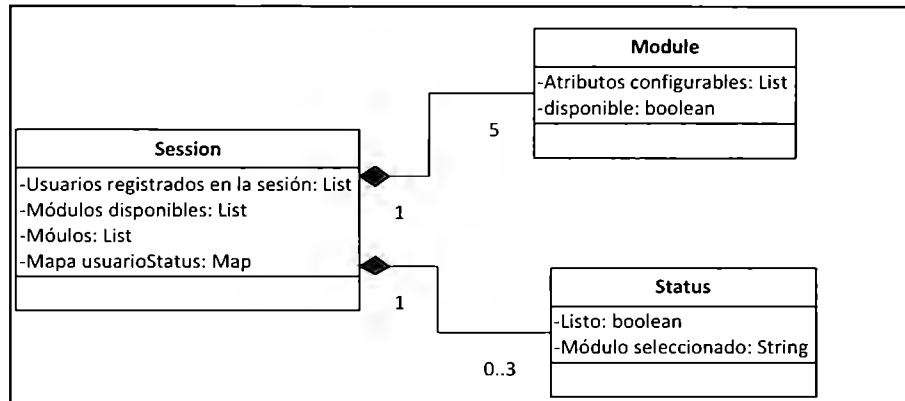 Module
-Atributos configurables: List
-disponible: boolean
5
Session
-Usuarios registrados en la sesión: List
-Módulos disponibles: List
-Móulos: List
-Mapa usuarioStatus: Map
1
1
Status
-Listo: boolean
-Módulo seleccionado: String
0..3